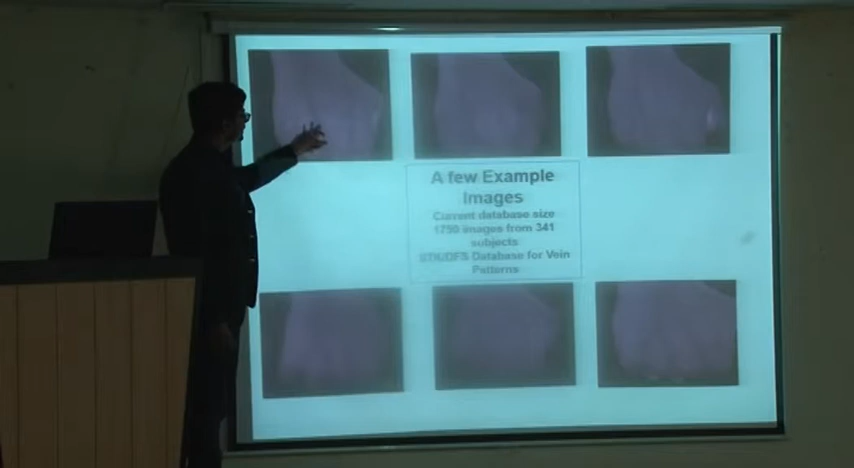 A few Example
Images
Current database size
1750 images from 341
subjects
Database for Vein
Patterns